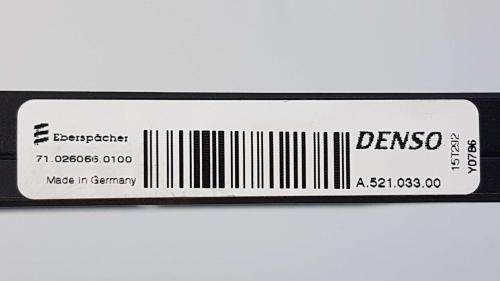 Eberspächer
71.026066.0100
Made in Germany
DENSO
A.521.033.00
15T292
Y0786